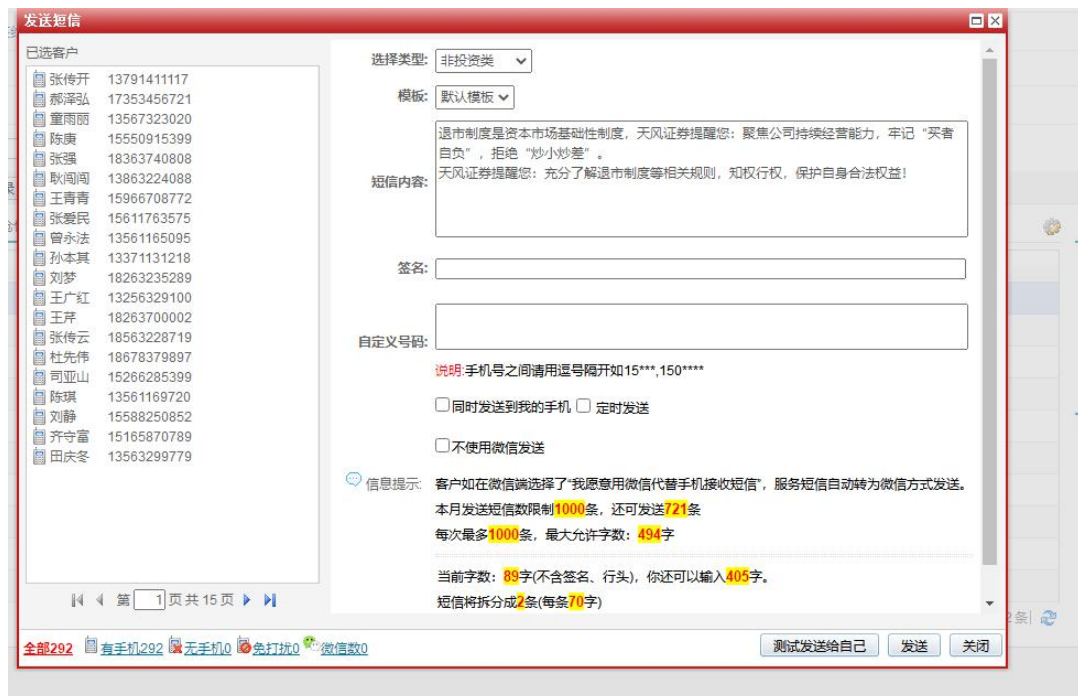 发送短信
已选客户
张传开 13791411117
郝泽弘 17353456721
童雨丽 13567323020
陈庚 15550915399
张强 18363740808
耿闯闯 13863224088
王青青 15966708772
张爱民 15611763575
曾永法 13561165095
孙本其 13371131218
刘梦 18263235289
王广红 13256329100
王芹 18263700002
张传云 18563228719
杜先伟 18678379897
司亚山 15266285399
陈琪 13561169720
刘静 15588250852
齐守富 15165870789
田庆冬 13563299779
第 1 页共15页
选择类型: 非投资类
模板: 默认模板
短信内容:
退市制度是资本市场基础性制度，天风证券提醒您：聚焦公司持续经营能力，牢记“买者
自负”，拒绝“炒小炒差”。
天风证券提醒您：充分了解退市制度等相关规则，知权行权，保护自身合法权益！
签名:
自定义号码:
说明:手机号之间请用逗号隔开如15***,150****
同时发送到我的手机 定时发送
不使用微信发送
信息提示: 客户如在微信端选择了“我愿意用微信代替手机接收短信”，服务短信自动转为微信方式发送。
本月发送短信数限制1000条，还可发送721条
每次最多1000条，最大允许字数：494字
当前字数：89字(不含签名、行头)，你还可以输入405字。
短信将拆分成2条(每条70字)
2条
全部292 有手机292 无手机0 免打扰0 微信数0
测试发送给自己 发送 关闭